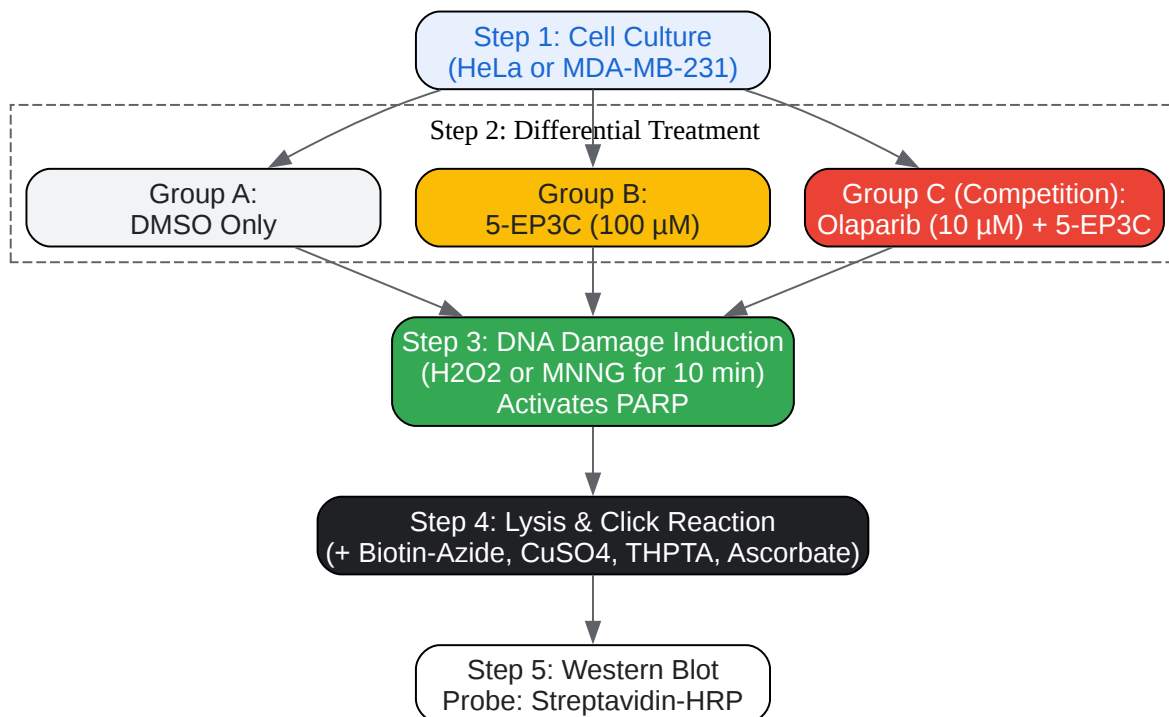 Step 1: Cell Culture
(HeLa or MDA-MB-231)
Step 2: Differential Treatment
Group A:
DMSO Only
Group B:
5-EP3C (100 µM)
Group C (Competition):
Olaparib (10 µM) + 5-EP3C
Step 3: DNA Damage Induction
(H2O2 or MNNG for 10 min)
Activates PARP
Step 4: Lysis & Click Reaction
(+ Biotin-Azide, CuSO4, THPTA, Ascorbate)
Step 5: Western Blot
Probe: Streptavidin-HRP